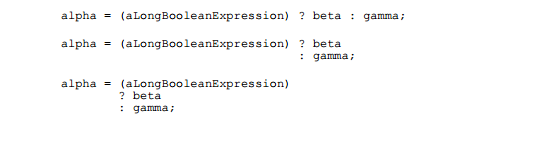 alpha = (aLongBooleanExpression) ? beta : gamma;
alpha = (aLongBooleanExpression) ? beta
                                 : gamma;
alpha = (aLongBooleanExpression)
        ? beta
        : gamma;